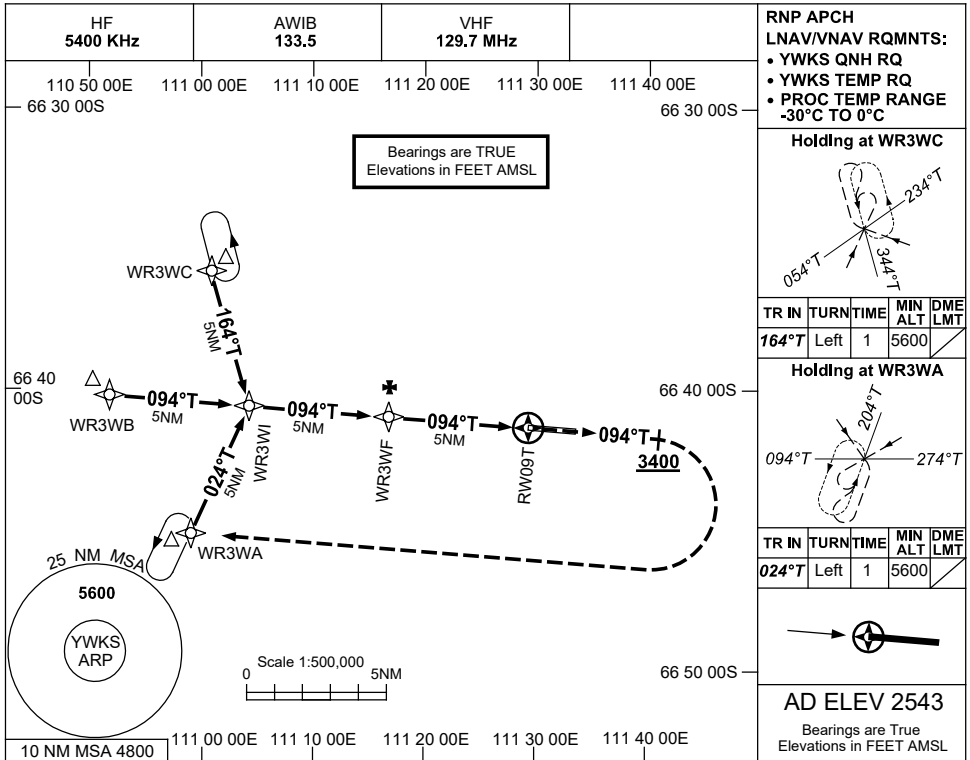 HF
5400 KHz
AWIB
133.5
VHF
129.7 MHz
110 50 00E 111 00 00E 111 10 00E 111 20 00E 111 30 00E 111 40 00E
66 30 00S 66 30 00S
Bearings are TRUE
Elevations in FEET AMSL
WR3WC
164°T
5NM
66 40
00S
66 40 00S
WR3WB
094°T
5NM
WR3WI
094°T
5NM
WR3WF
094°T
5NM
RW09T
094°T
3400
024°T
5NM
WR3WA
25 NM MSA
5600
YWKS
ARP
10 NM MSA 4800
Scale 1:500,000
0 5NM
66 50 00S
111 00 00E 111 10 00E 111 20 00E 111 30 00E 111 40 00E
RNP APCH
LNAV/VNAV RQMNTS:
• YWKS QNH RQ
• YWKS TEMP RQ
• PROC TEMP RANGE
-30°C TO 0°C
Holding at WR3WC
234°T
054°T
344°T
TR IN TURN TIME MIN ALT DME LMT
164°T Left 1 5600
Holding at WR3WA
204°T
094°T 274°T
TR IN TURN TIME MIN ALT DME LMT
024°T Left 1 5600
AD ELEV 2543
Bearings are True
Elevations in FEET AMSL